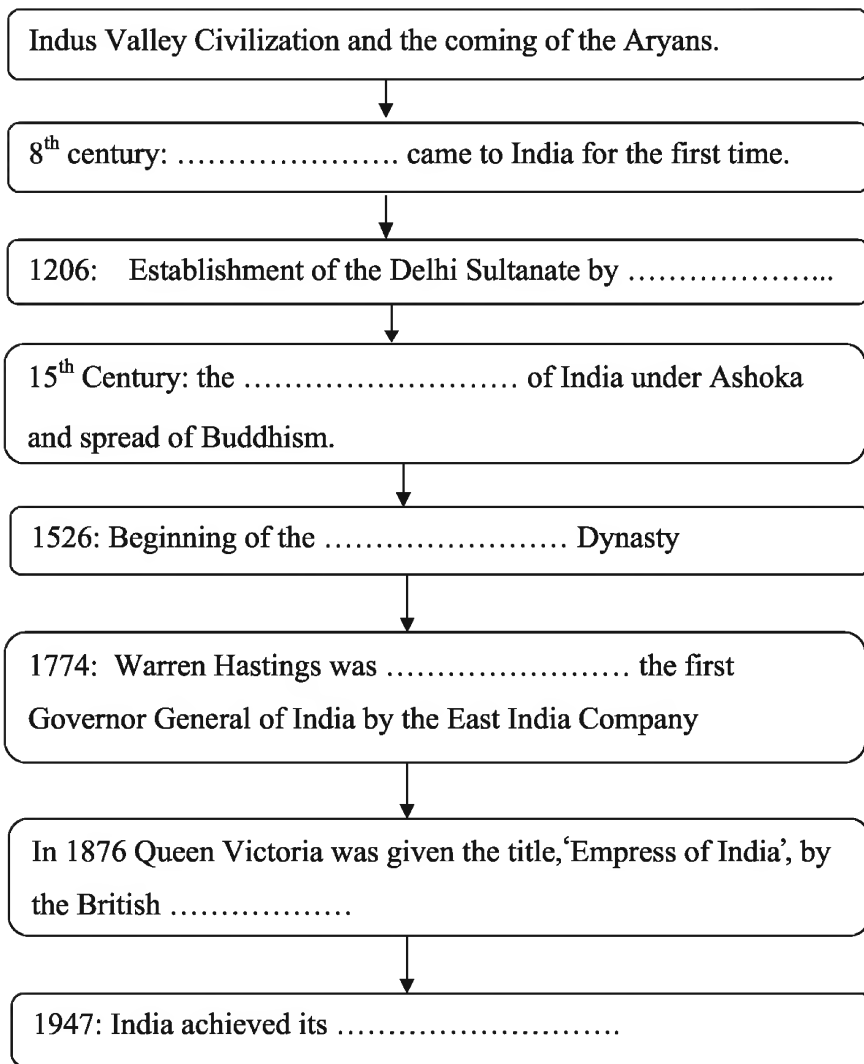 Indus Valley Civilization and the coming of the Aryans.
8th century: …………………. came to India for the first time.
1206: Establishment of the Delhi Sultanate by …………………...
15th Century: the ……………………… of India under Ashoka
and spread of Buddhism.
1526: Beginning of the …………………… Dynasty
1774: Warren Hastings was …………………… the first
Governor General of India by the East India Company
In 1876 Queen Victoria was given the title,‘Empress of India’, by
the British ………………
1947: India achieved its ……………………….